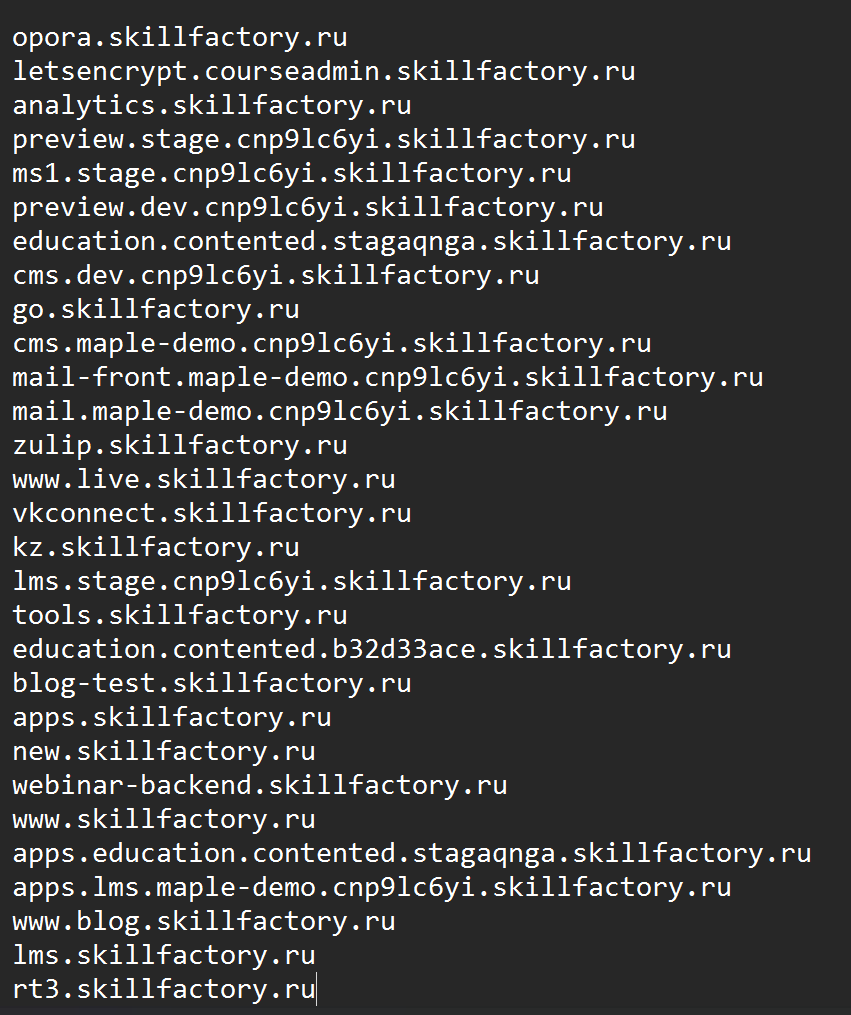 opora.skillfactory.ru
letsencrypt.courseadmin.skillfactory.ru
analytics.skillfactory.ru
preview.stage.cnp9lc6yi.skillfactory.ru
ms1.stage.cnp9lc6yi.skillfactory.ru
preview.dev.cnp9lc6yi.skillfactory.ru
education.contented.stagaqnga.skillfactory.ru
cms.dev.cnp9lc6yi.skillfactory.ru
go.skillfactory.ru
cms.maple-demo.cnp9lc6yi.skillfactory.ru
mail-front.maple-demo.cnp9lc6yi.skillfactory.ru
mail.maple-demo.cnp9lc6yi.skillfactory.ru
zulip.skillfactory.ru
www.live.skillfactory.ru
vkconnect.skillfactory.ru
kz.skillfactory.ru
lms.stage.cnp9lc6yi.skillfactory.ru
tools.skillfactory.ru
education.contented.b32d33ace.skillfactory.ru
blog-test.skillfactory.ru
apps.skillfactory.ru
new.skillfactory.ru
webinar-backend.skillfactory.ru
www.skillfactory.ru
apps.education.contented.stagaqnga.skillfactory.ru
apps.lms.maple-demo.cnp9lc6yi.skillfactory.ru
www.blog.skillfactory.ru
lms.skillfactory.ru
rt3.skillfactory.ru